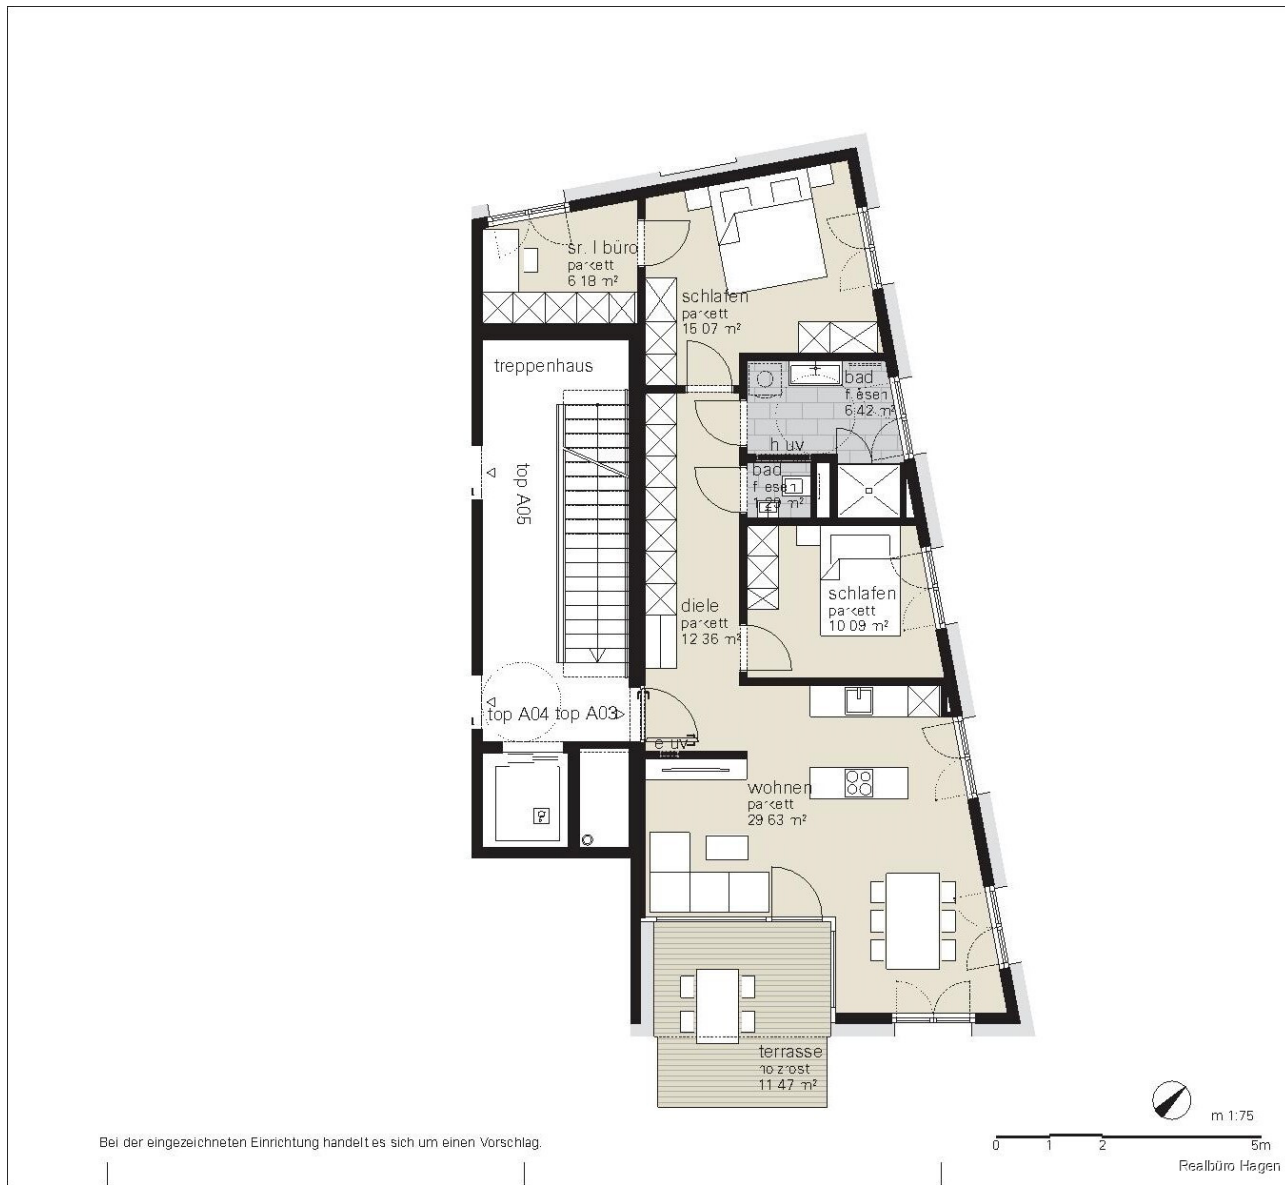 sr. I büro
parkett
6.18 m²
schlafen
parkett
15.07 m²
treppenhaus
bad
fliesen
6.42 m²
h uv
bad
fliesen
1.29 m²
top A05
schlafen
parkett
10.09 m²
diele
parkett
12.36 m²
top A04 top A03
e uv
wohnen
parkett
29.63 m²
terrasse
holzrost
11.47 m²
m 1:75
0 1 2 5m
Bei der eingezeichneten Einrichtung handelt es sich um einen Vorschlag.
Realbüro Hagen